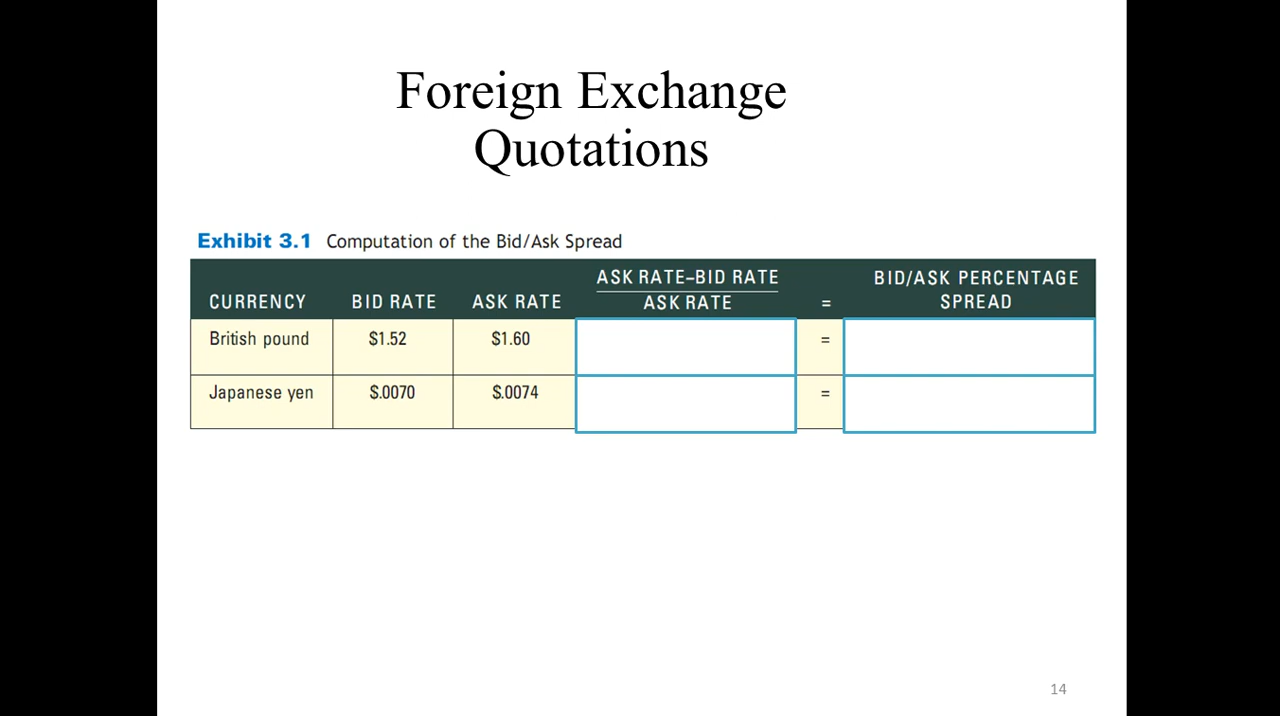 Foreign Exchange
Quotations
Exhibit 3.1 Computation of the Bid/Ask Spread
CURRENCY BID RATE ASK RATE ASK RATE–BID RATE
ASK RATE = BID/ASK PERCENTAGE
SPREAD
British pound $1.52 $1.60 =
Japanese yen $.0070 $.0074 =
14